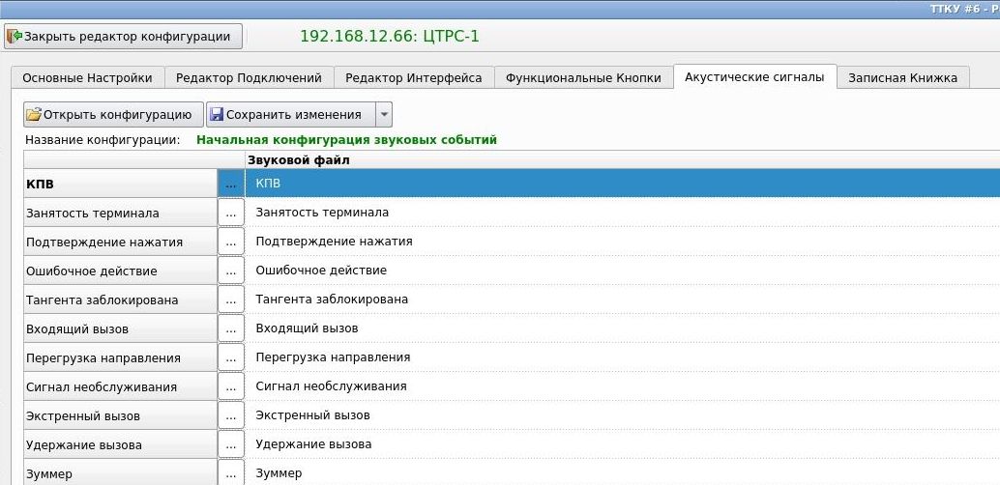 ТТКУ #6 - Р
Закрыть редактор конфигурации 192.168.12.66: ЦТРС-1
Основные Настройки Редактор Подключений Редактор Интерфейса Функциональные Кнопки Акустические сигналы Записная Книжка
Открыть конфигурацию Сохранить изменения
Название конфигурации: Начальная конфигурация звуковых событий
Звуковой файл
КПВ ... КПВ
Занятость терминала ... Занятость терминала
Подтверждение нажатия ... Подтверждение нажатия
Ошибочное действие ... Ошибочное действие
Тангента заблокирована ... Тангента заблокирована
Входящий вызов ... Входящий вызов
Перегрузка направления ... Перегрузка направления
Сигнал необслуживания ... Сигнал необслуживания
Экстренный вызов ... Экстренный вызов
Удержание вызова ... Удержание вызова
Зуммер ... Зуммер